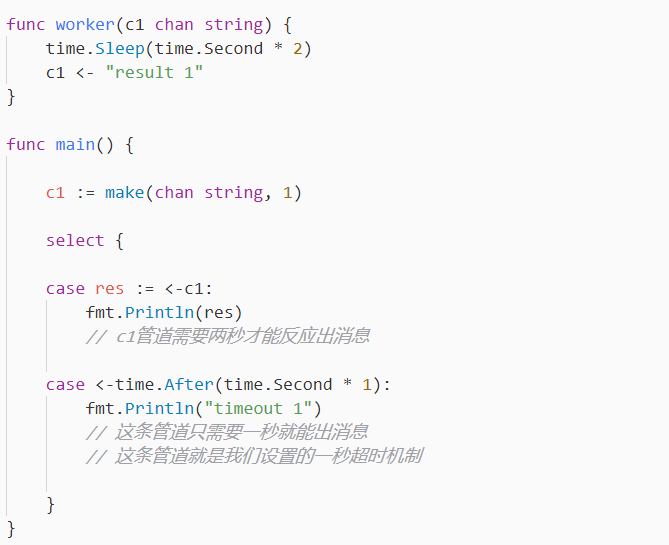 func worker(c1 chan string) {
    time.Sleep(time.Second * 2)
    c1 <- "result 1"
}
func main() {
    c1 := make(chan string, 1)
    select {
    case res := <-c1:
        fmt.Println(res)
        // c1管道需要两秒才能反应出消息
    case <-time.After(time.Second * 1):
        fmt.Println("timeout 1")
        // 这条管道只需要一秒就能出消息
        // 这条管道就是我们设置的一秒超时机制
    }
}